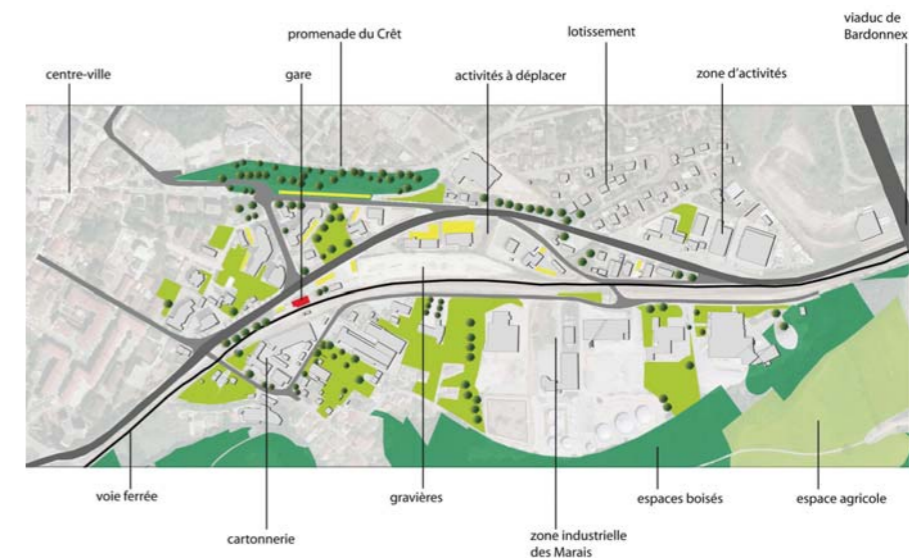 viaduc de
Bardonnex
promenade du Crêt
lotissement
centre-ville
gare
activités à déplacer
zone d'activités
voie ferrée
gravières
espaces boisés
espace agricole
cartonnerie
zone industrielle
des Marais